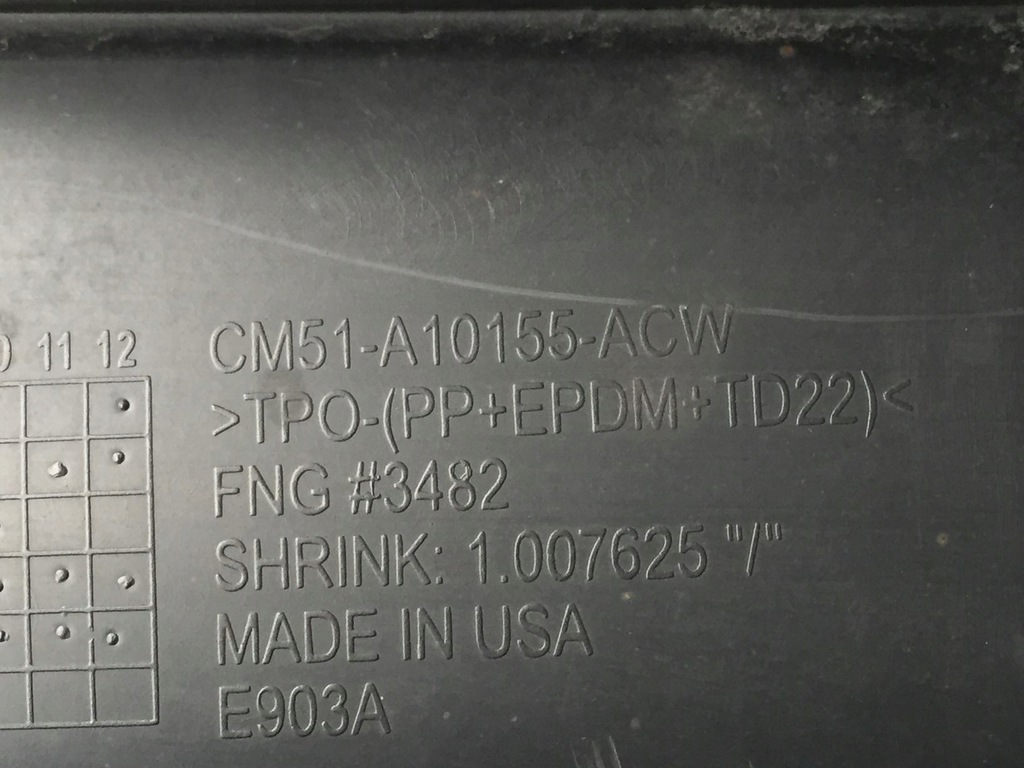 11 12
CM51-A10155-ACW
>TPO-(PP+EPDM+TD22)<
FNG #3482
SHRINK: 1.007625 "/"
MADE IN USA
E903A